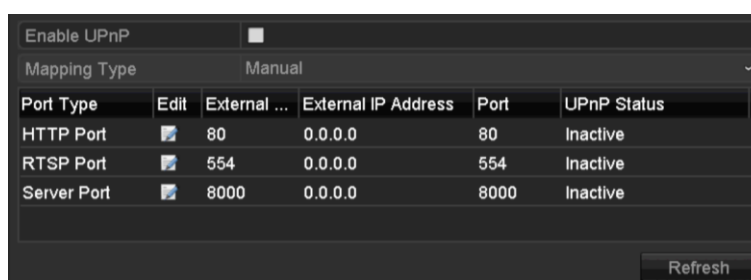 Enable UPnP
Mapping Type Manual
Port Type Edit External ... External IP Address Port UPnP Status
HTTP Port 80 0.0.0.0 80 Inactive
RTSP Port 554 0.0.0.0 554 Inactive
Server Port 8000 0.0.0.0 8000 Inactive
Refresh